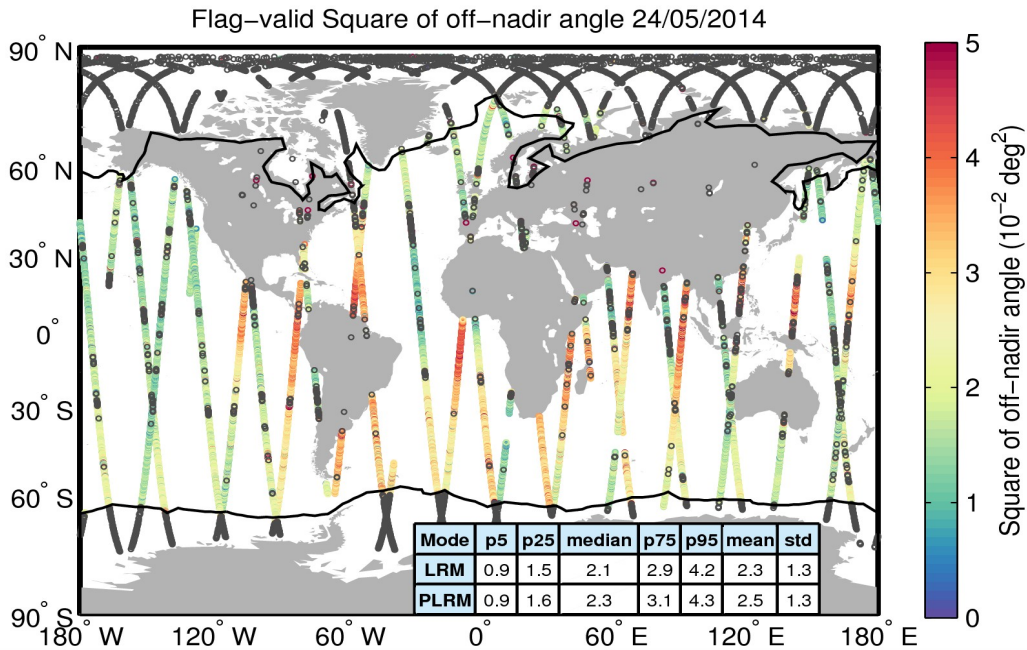 Flag−valid Square of off−nadir angle 24/05/2014
90° N
60° N
30° N
0°
30° S
60° S
90° S
180° W
120° W
60° W
0°
60° E
120° E
180° E
Mode p5 p25 median p75 p95 mean std
LRM 0.9 1.5 2.1 2.9 4.2 2.3 1.3
PLRM 0.9 1.6 2.3 3.1 4.3 2.5 1.3
5
4
3
2
1
0
Square of off−nadir angle (10⁻² deg²)